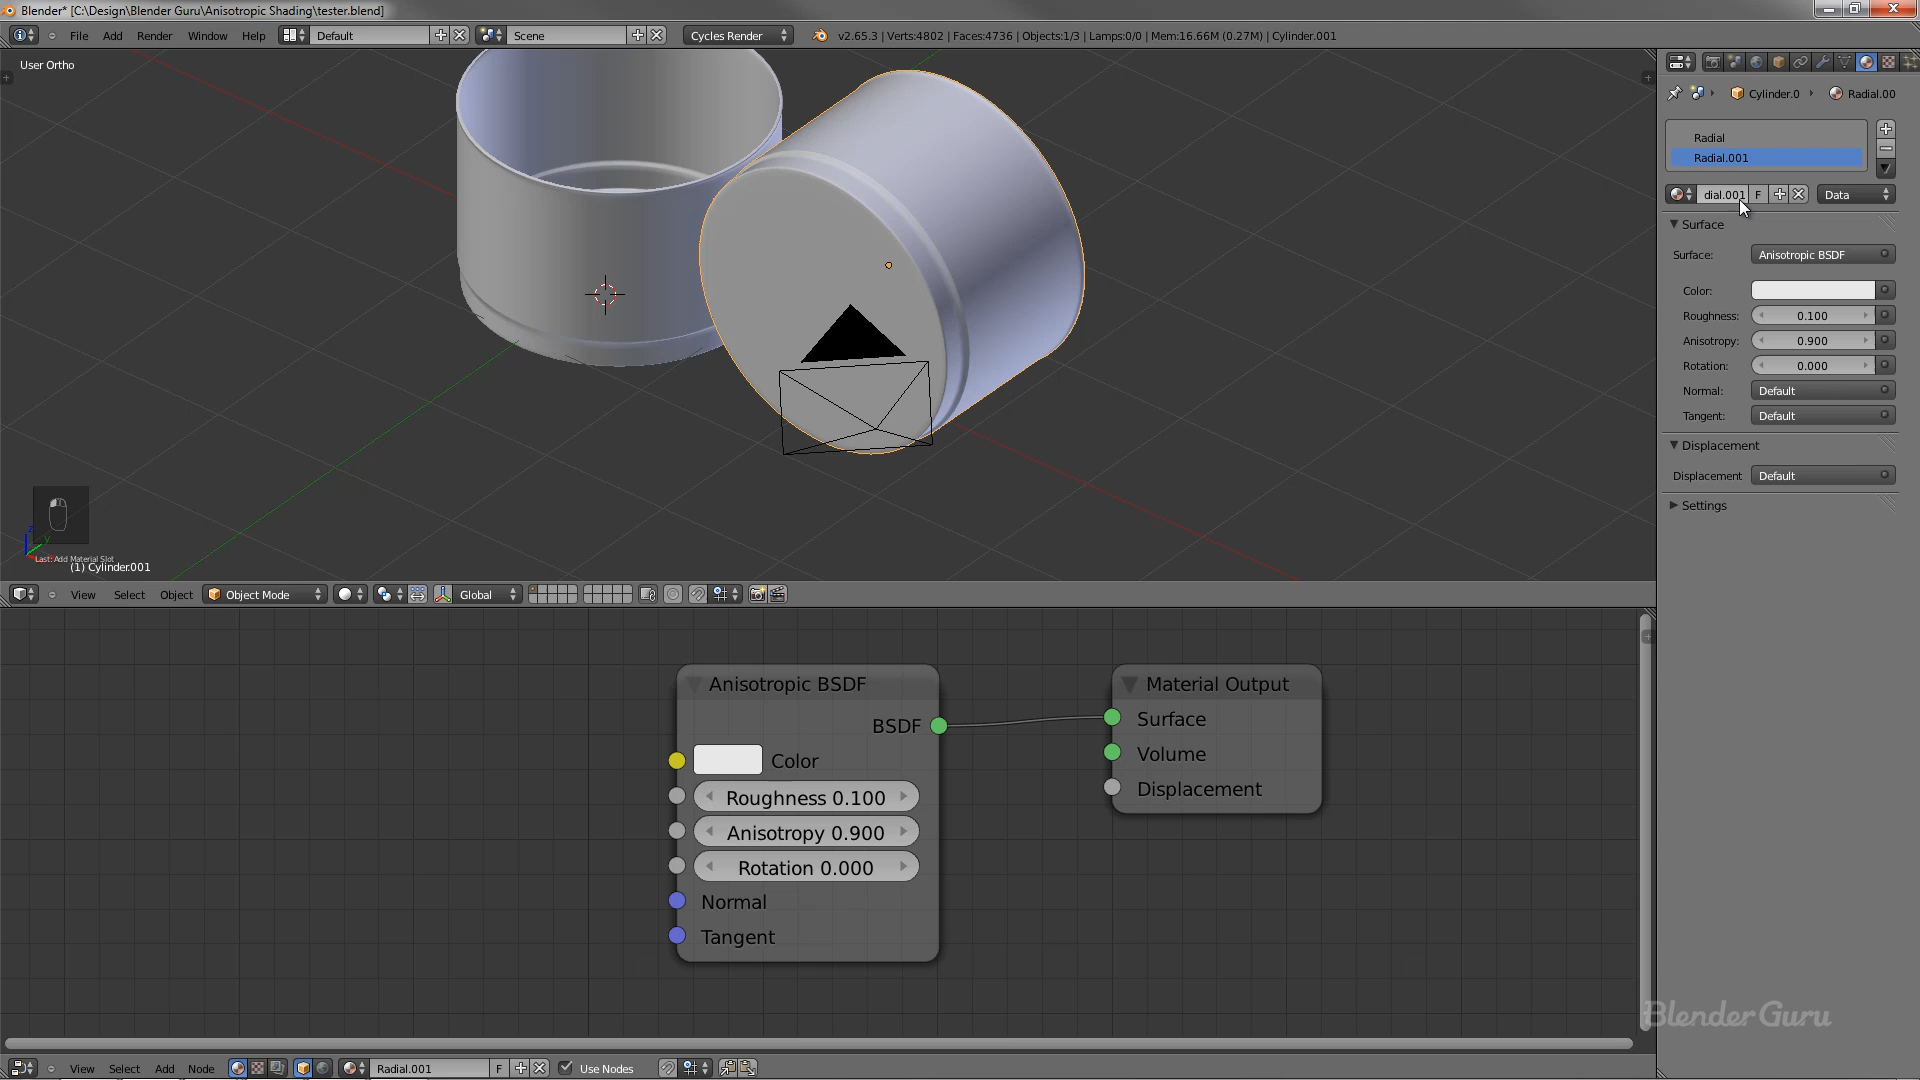 Blender* [C:\Design\Blender Guru\Anisotropic Shading\tester.blend]
File Add Render Window Help Default Scene Cycles Render v2.65.3 | Verts:4802 | Faces:4736 | Objects:1/3 | Lamps:0/0 | Mem:16.66M (0.27M) | Cylinder.001
User Ortho
Cylinder.0 Radial.00
Radial
Radial.001
dial.001 F Data
Surface
Surface: Anisotropic BSDF
Color:
Roughness: 0.100
Anisotropy: 0.900
Rotation: 0.000
Normal: Default
Tangent: Default
Displacement
Displacement Default
Settings
z
y
Last: Add Material Slot
(1) Cylinder.001
View Select Object Object Mode Global
Anisotropic BSDF
BSDF
Color
Roughness 0.100
Anisotropy 0.900
Rotation 0.000
Normal
Tangent
Material Output
Surface
Volume
Displacement
Blender Guru
View Select Add Node Radial.001 F Use Nodes